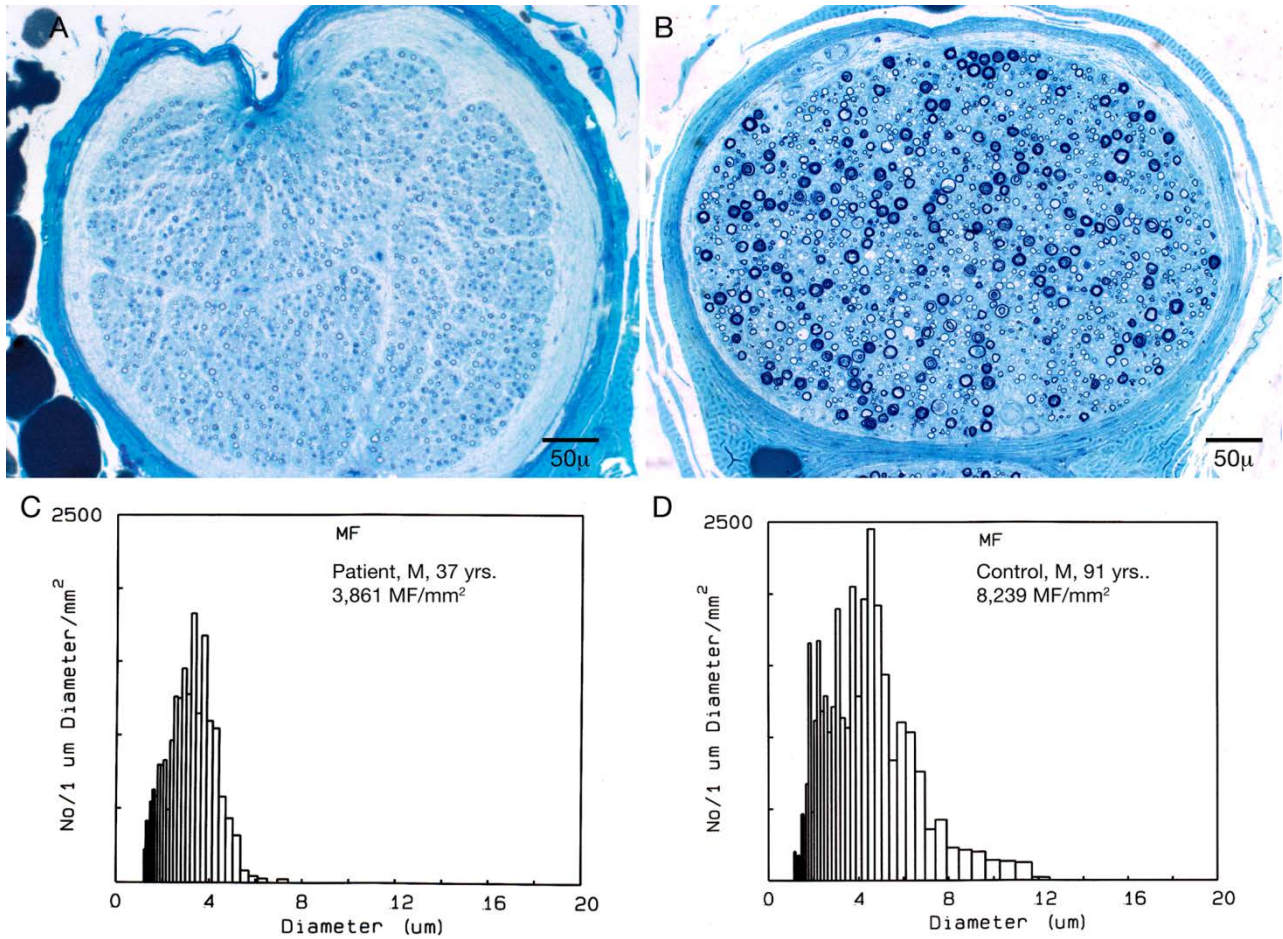 A
B
50μ
50μ
C
2500
MF
Patient, M, 37 yrs.
3,861 MF/mm²
No/1 um Diameter/mm²
0
4
8
12
16
20
Diameter (um)
D
2500
MF
Control, M, 91 yrs..
8,239 MF/mm²
No/1 um Diameter/mm²
0
4
8
12
16
20
Diameter (um)